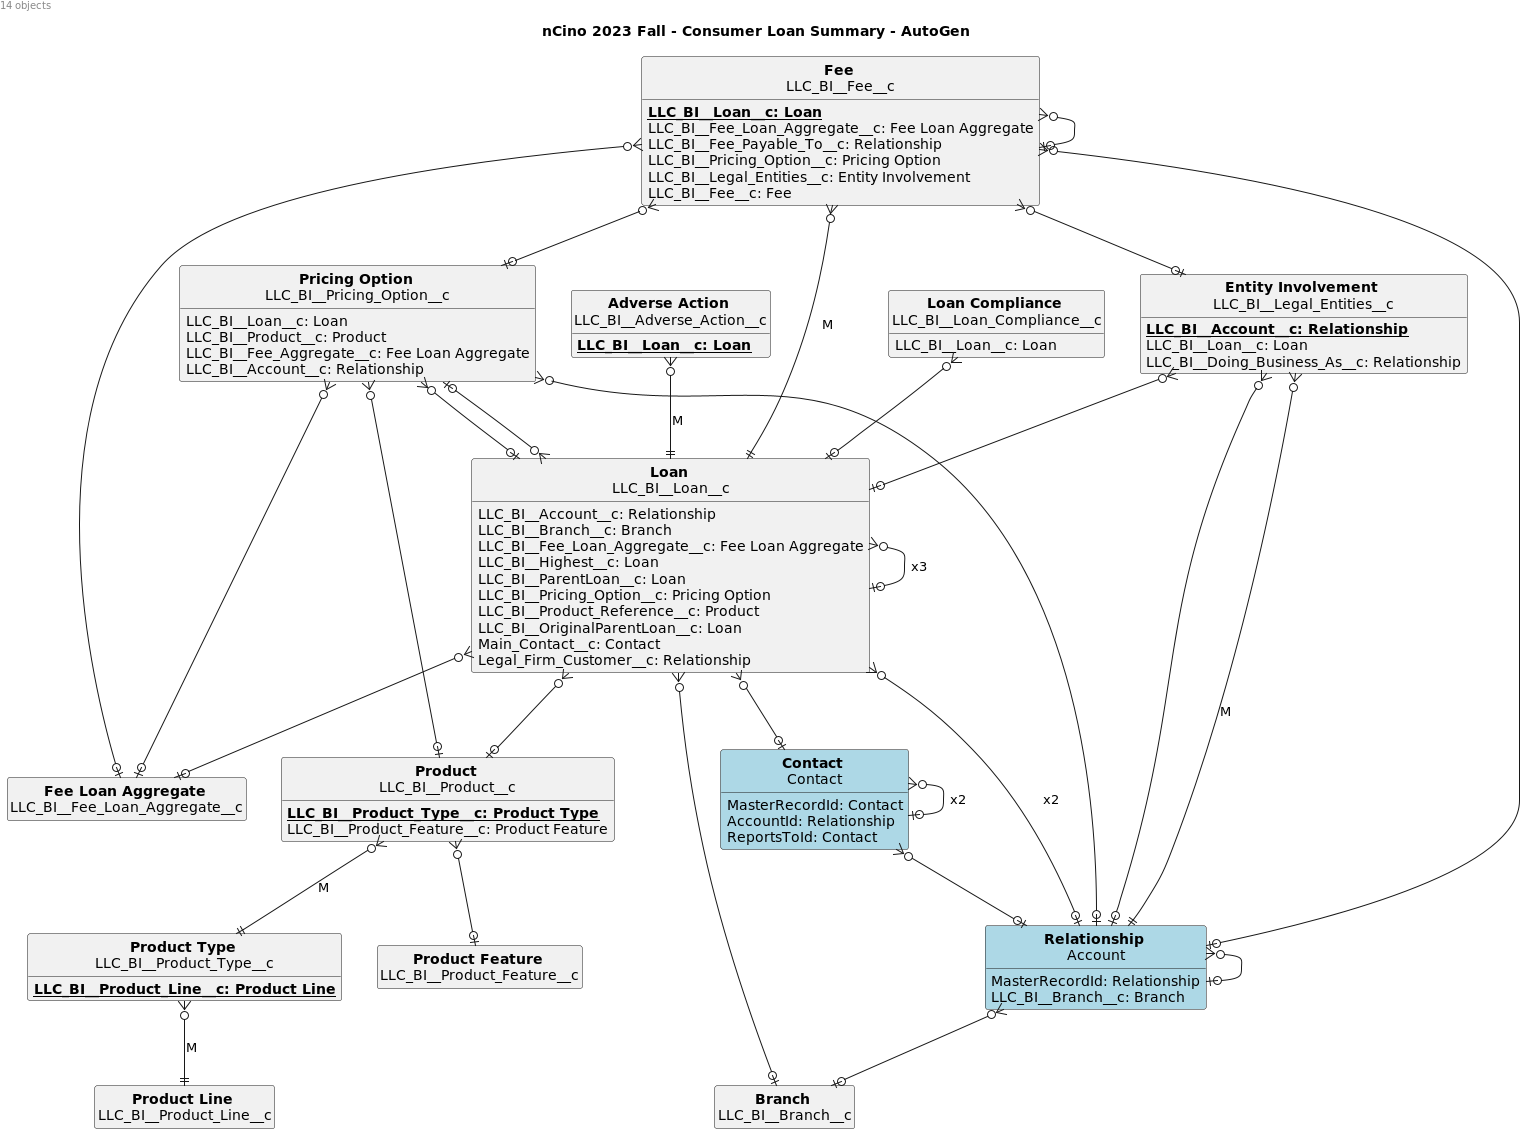 14 objects
nCino 2023 Fall - Consumer Loan Summary - AutoGen
Fee
LLC_BI__Fee__c
LLC_BI__Loan__c: Loan
LLC_BI__Fee_Loan_Aggregate__c: Fee Loan Aggregate
LLC_BI__Fee_Payable_To__c: Relationship
LLC_BI__Pricing_Option__c: Pricing Option
LLC_BI__Legal_Entities__c: Entity Involvement
LLC_BI__Fee__c: Fee
Pricing Option
LLC_BI__Pricing_Option__c
LLC_BI__Loan__c: Loan
LLC_BI__Product__c: Product
LLC_BI__Fee_Aggregate__c: Fee Loan Aggregate
LLC_BI__Account__c: Relationship
Adverse Action
LLC_BI__Adverse_Action__c
LLC_BI__Loan__c: Loan
M
Loan Compliance
LLC_BI__Loan_Compliance__c
LLC_BI__Loan__c: Loan
Entity Involvement
LLC_BI__Legal_Entities__c
LLC_BI__Account__c: Relationship
LLC_BI__Loan__c: Loan
LLC_BI__Doing_Business_As__c: Relationship
M
Loan
LLC_BI__Loan__c
LLC_BI__Account__c: Relationship
LLC_BI__Branch__c: Branch
LLC_BI__Fee_Loan_Aggregate__c: Fee Loan Aggregate
LLC_BI__Highest__c: Loan
LLC_BI__ParentLoan__c: Loan
LLC_BI__Pricing_Option__c: Pricing Option
LLC_BI__Product_Reference__c: Product
LLC_BI__OriginalParentLoan__c: Loan
Main_Contact__c: Contact
Legal_Firm_Customer__c: Relationship
x3
M
Fee Loan Aggregate
LLC_BI__Fee_Loan_Aggregate__c
Product
LLC_BI__Product__c
LLC_BI__Product_Type__c: Product Type
LLC_BI__Product_Feature__c: Product Feature
Contact
Contact
MasterRecordId: Contact
AccountId: Relationship
ReportsToId: Contact
x2
x2
M
Product Type
LLC_BI__Product_Type__c
LLC_BI__Product_Line__c: Product Line
Product Feature
LLC_BI__Product_Feature__c
Relationship
Account
MasterRecordId: Relationship
LLC_BI__Branch__c: Branch
M
Product Line
LLC_BI__Product_Line__c
Branch
LLC_BI__Branch__c